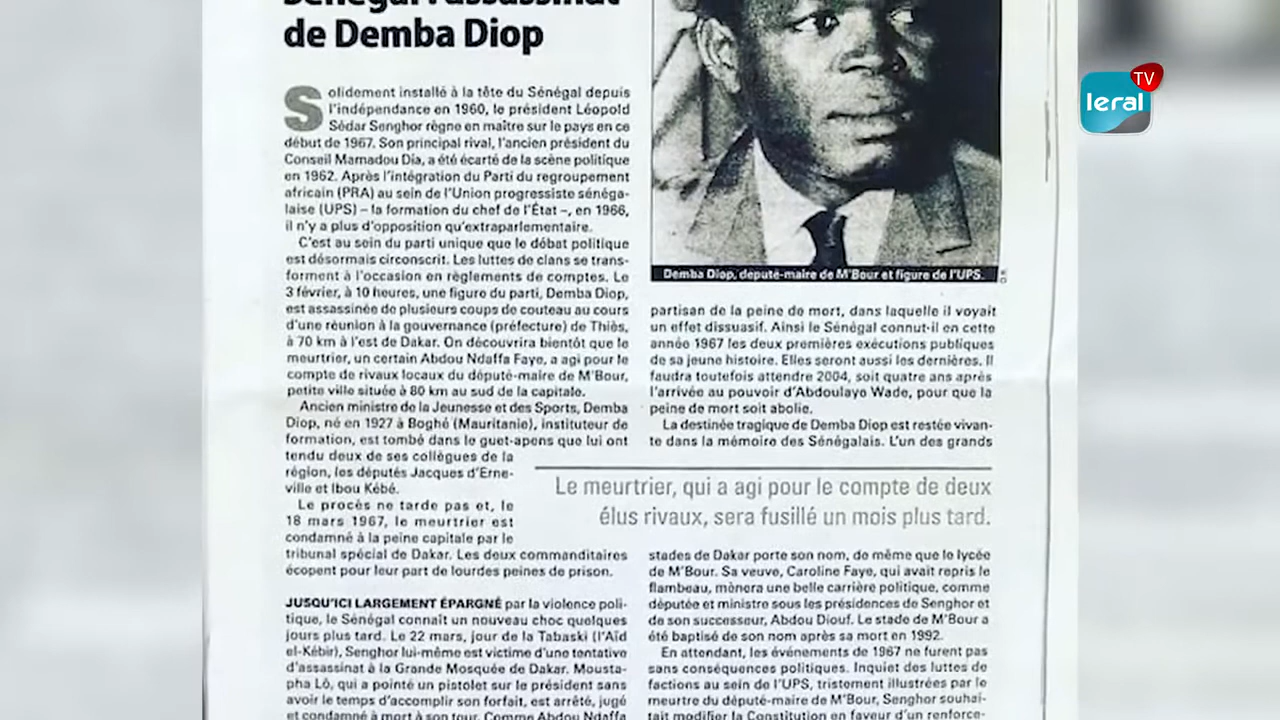 de Demba Diop
Solidement installé à la tête du Sénégal depuis
l'indépendance en 1960, le président Léopold
Sédar Senghor règne en maître sur le pays en ce
début de 1967. Son principal rival, l'ancien président du
Conseil Mamadou Dia, a été écarté de la scène politique
en 1962. Après l'intégration du Parti du regroupement
africain (PRA) au sein de l'Union progressiste sénéga-
laise (UPS) – la formation du chef de l'État –, en 1966,
il n'y a plus d'opposition qu'extraparlementaire.
C'est au sein du parti unique que le débat politique
est désormais circonscrit. Les luttes de clans se trans-
forment à l'occasion en règlements de comptes. Le
3 février, à 10 heures, une figure du parti, Demba Diop,
est assassinée de plusieurs coups de couteau au cours
d'une réunion à la gouvernance (préfecture) de Thiès,
à 70 km à l'est de Dakar. On découvrira bientôt que le
meurtrier, un certain Abdou Ndaffa Faye, a agi pour le
compte de rivaux locaux du député-maire de M'Bour,
petite ville située à 80 km au sud de la capitale.
Ancien ministre de la Jeunesse et des Sports, Demba
Diop, né en 1927 à Boghé (Mauritanie), instituteur de
formation, est tombé dans le guet-apens que lui ont
tendu deux de ses collègues de la
région, les députés Jacques d'Erne-
ville et Ibou Kébé.
Le procès ne tarde pas et, le
18 mars 1967, le meurtrier est
condamné à la peine capitale par le
tribunal spécial de Dakar. Les deux commanditaires
écopent pour leur part de lourdes peines de prison.
JUSQU'ICI LARGEMENT ÉPARGNÉ par la violence poli-
tique, le Sénégal connaît un nouveau choc quelques
jours plus tard. Le 22 mars, jour de la Tabaski (l'Aïd
el-Kébir), Senghor lui-même est victime d'une tentative
d'assassinat à la Grande Mosquée de Dakar. Mousta-
pha Lô, qui a pointé un pistolet sur le président sans
avoir le temps d'accomplir son forfait, est arrêté, jugé
et condamné à mort à son tour. Comme Abdou Ndaffa
Demba Diop, député-maire de M'Bour et figure de l'UPS.
partisan de la peine de mort, dans laquelle il voyait
un effet dissuasif. Ainsi le Sénégal connut-il en cette
année 1967 les deux premières exécutions publiques
de sa jeune histoire. Elles seront aussi les dernières. Il
faudra toutefois attendre 2004, soit quatre ans après
l'arrivée au pouvoir d'Abdoulaye Wade, pour que la
peine de mort soit abolie.
La destinée tragique de Demba Diop est restée vivan-
te dans la mémoire des Sénégalais. L'un des grands
Le meurtrier, qui a agi pour le compte de deux
élus rivaux, sera fusillé un mois plus tard.
stades de Dakar porte son nom, de même que le lycée
de M'Bour. Sa veuve, Caroline Faye, qui avait repris le
flambeau, mènera une belle carrière politique, comme
députée et ministre sous les présidences de Senghor et
de son successeur, Abdou Diouf. Le stade de M'Bour a
été baptisé de son nom après sa mort en 1992.
En attendant, les événements de 1967 ne furent pas
sans conséquences politiques. Inquiet des luttes de
factions au sein de l'UPS, tristement illustrées par le
meurtre du député-maire de M'Bour, Senghor souhai-
tait modifier la Constitution en faveur d'un renforce-
leral TV